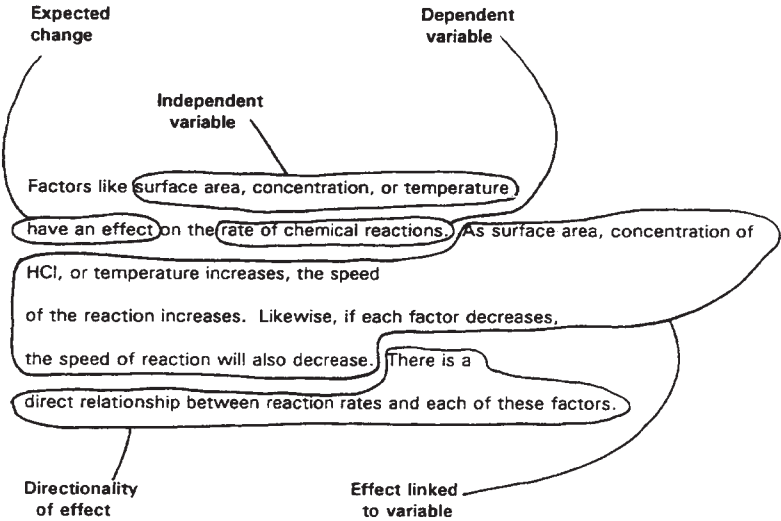 Expected
change
Dependent
variable
Independent
variable
Factors like surface area, concentration, or temperature
have an effect on the rate of chemical reactions. As surface area, concentration of
HCl, or temperature increases, the speed
of the reaction increases. Likewise, if each factor decreases,
the speed of reaction will also decrease. There is a
direct relationship between reaction rates and each of these factors.
Directionality
of effect
Effect linked
to variable